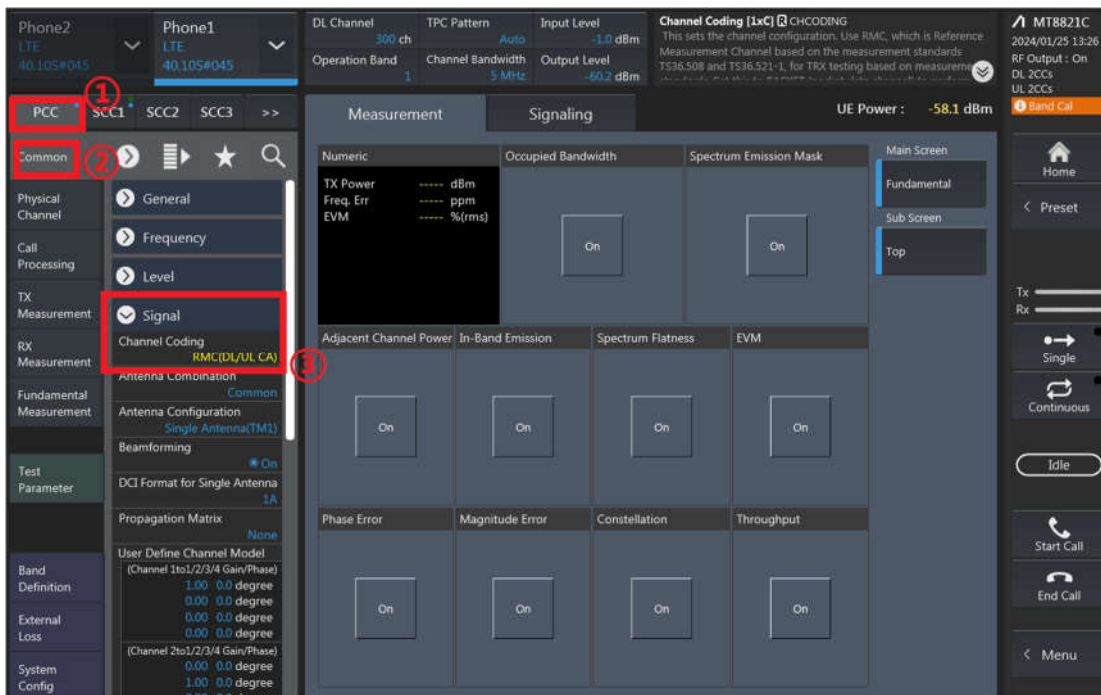 Phone2
LTE
40.105#045
Phone1
LTE
40.105#045
DL Channel
300 ch
TPC Pattern
Auto
Input Level
-1.0 dBm
Operation Band
1
Channel Bandwidth
5 MHz
Output Level
-60.2 dBm
Channel Coding [1xC] R CHCODING
This sets the channel configuration. Use RMC, which is Reference
Measurement Channel based on the measurement standards
TS36.508 and TS36.521-1, for TRX testing based on measureme
MT8821C
2024/01/25 13:26
RF Output : On
DL 2CCs
UL 2CCs
Band Cal
①
PCC
SCC1
SCC2
SCC3
>>
Measurement
Signaling
UE Power : -58.1 dBm
Common
②
Physical
Channel
Call
Processing
TX
Measurement
RX
Measurement
Fundamental
Measurement
Test
Parameter
Band
Definition
External
Loss
System
Config
General
Frequency
Level
Signal
Channel Coding
RMC(DL/UL CA)
③
Antenna Combination
Common
Antenna Configuration
Single Antenna(TM1)
Beamforming
On
DCI Format for Single Antenna
1A
Propagation Matrix
None
User Define Channel Model
(Channel 1to1/2/3/4 Gain/Phase)
1.00 0.0 degree
0.00 0.0 degree
0.00 0.0 degree
0.00 0.0 degree
(Channel 2to1/2/3/4 Gain/Phase)
0.00 0.0 degree
1.00 0.0 degree
Numeric
TX Power ----- dBm
Freq. Err ----- ppm
EVM ----- %(rms)
Occupied Bandwidth
On
Spectrum Emission Mask
On
Main Screen
Fundamental
Sub Screen
Top
Adjacent Channel Power
On
In-Band Emission
On
Spectrum Flatness
On
EVM
On
Phase Error
On
Magnitude Error
On
Constellation
On
Throughput
On
Home
< Preset
Tx
Rx
Single
Continuous
Idle
Start Call
End Call
< Menu